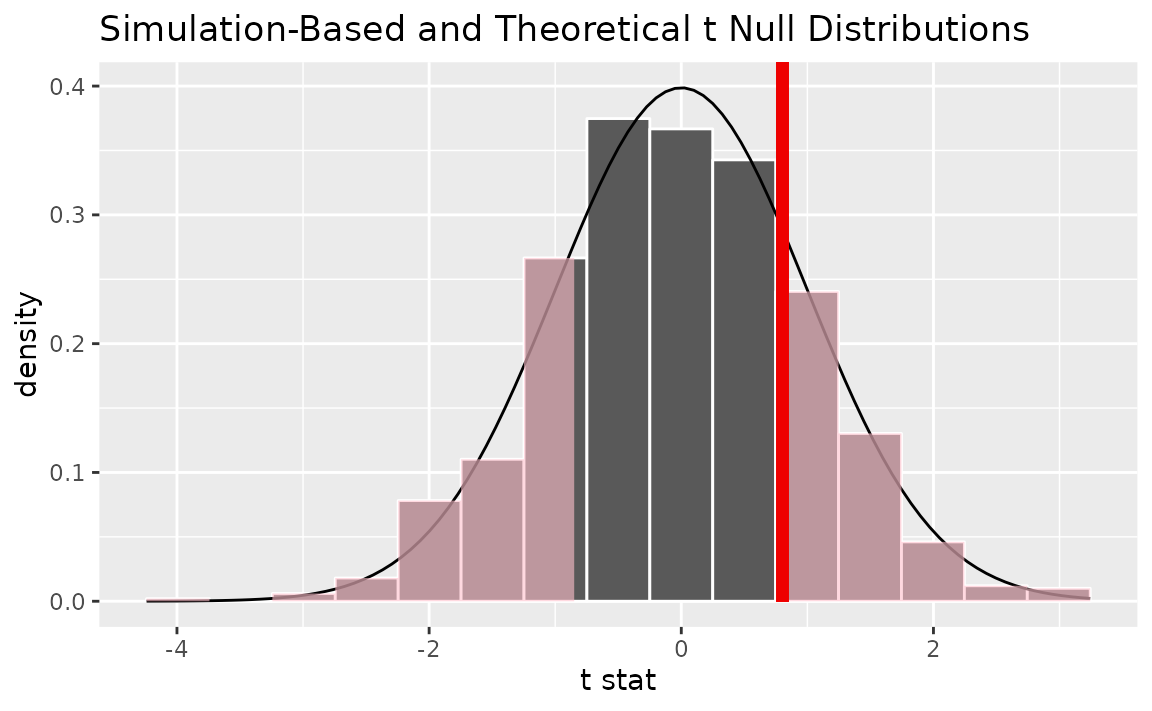 Simulation-Based and Theoretical t Null Distributions
0.4
0.3
0.2
0.1
0.0
density
-4 -2 0 2
t stat